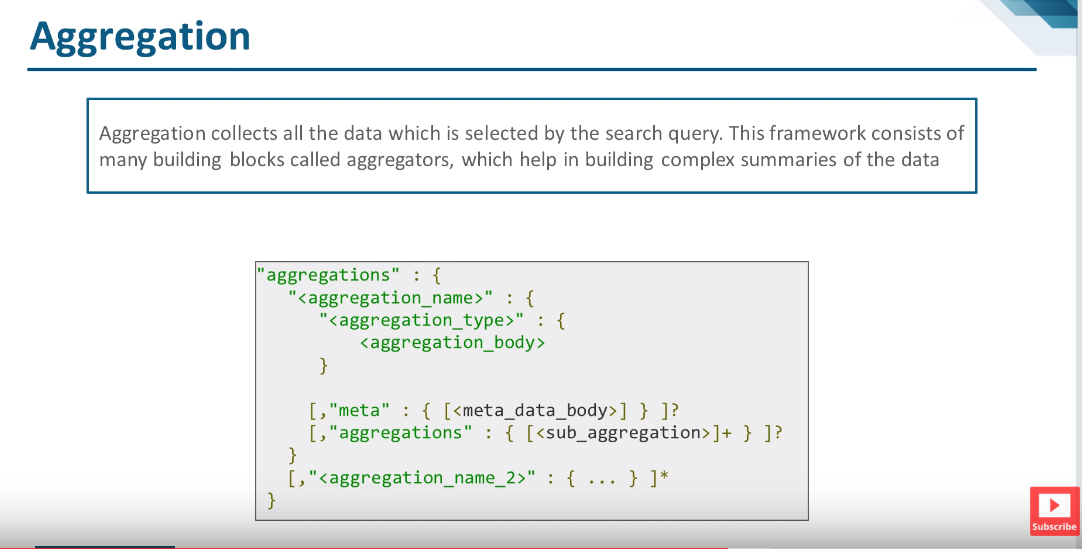 Aggregation
Aggregation collects all the data which is selected by the search query. This framework consists of
many building blocks called aggregators, which help in building complex summaries of the data
"aggregations" : {
"<aggregation_name>" : {
"<aggregation_type>" : {
<aggregation_body>
}
[,"meta" : { [<meta_data_body>] } ]?
[,"aggregations" : { [<sub_aggregation>]+ } ]?
}
[,"<aggregation_name_2>" : { ... } ]*
}
Subscribe